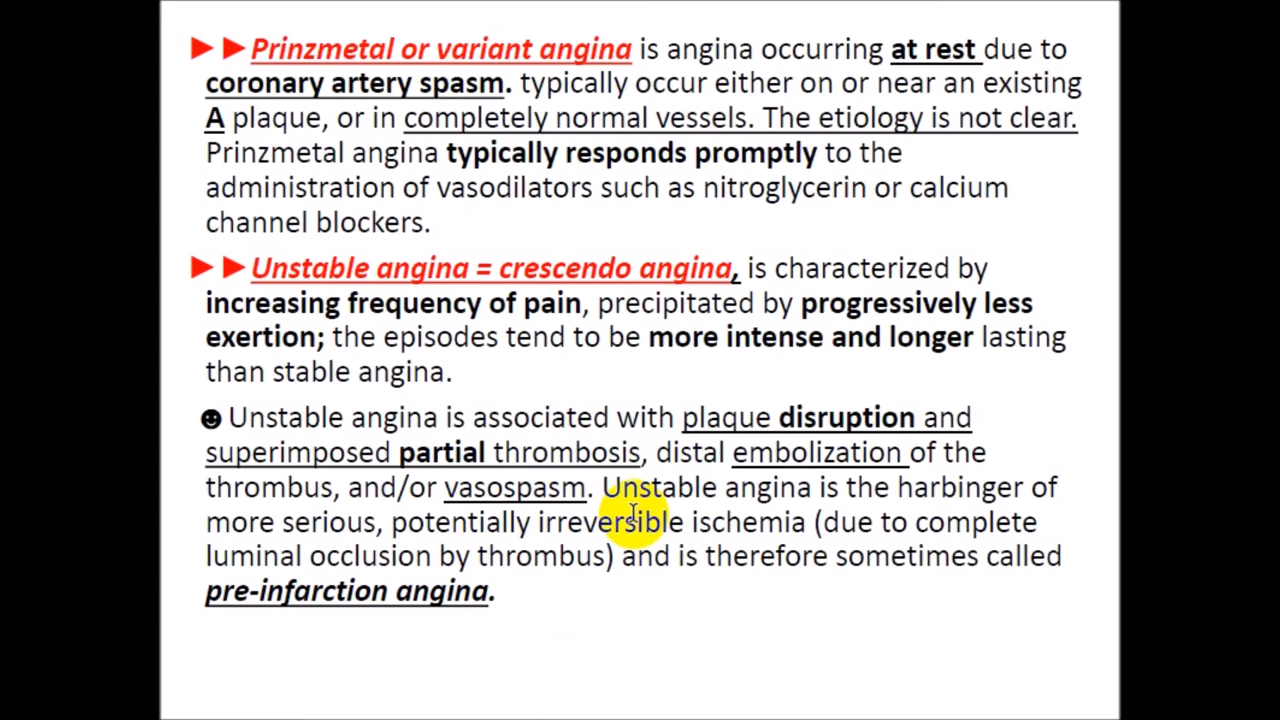 ►►Prinzmetal or variant angina is angina occurring at rest due to
coronary artery spasm. typically occur either on or near an existing
A plaque, or in completely normal vessels. The etiology is not clear.
Prinzmetal angina typically responds promptly to the
administration of vasodilators such as nitroglycerin or calcium
channel blockers.
►►Unstable angina = crescendo angina, is characterized by
increasing frequency of pain, precipitated by progressively less
exertion; the episodes tend to be more intense and longer lasting
than stable angina.
☻Unstable angina is associated with plaque disruption and
superimposed partial thrombosis, distal embolization of the
thrombus, and/or vasospasm. Unstable angina is the harbinger of
more serious, potentially irreversible ischemia (due to complete
luminal occlusion by thrombus) and is therefore sometimes called
pre-infarction angina.